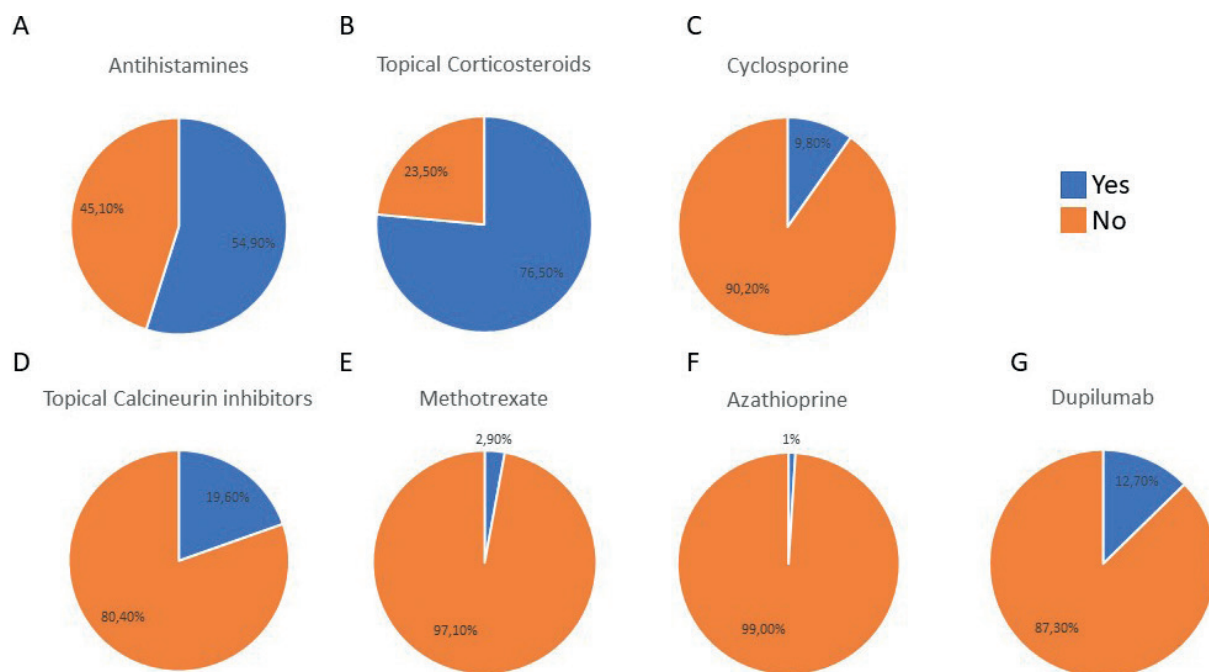 A
Antihistamines
45,10%
54,90%
B
Topical Corticosteroids
23,50%
76,50%
C
Cyclosporine
9,80%
90,20%
Yes
No
D
Topical Calcineurin inhibitors
19,60%
80,40%
E
Methotrexate
2,90%
97,10%
F
Azathioprine
1%
99,00%
G
Dupilumab
12,70%
87,30%